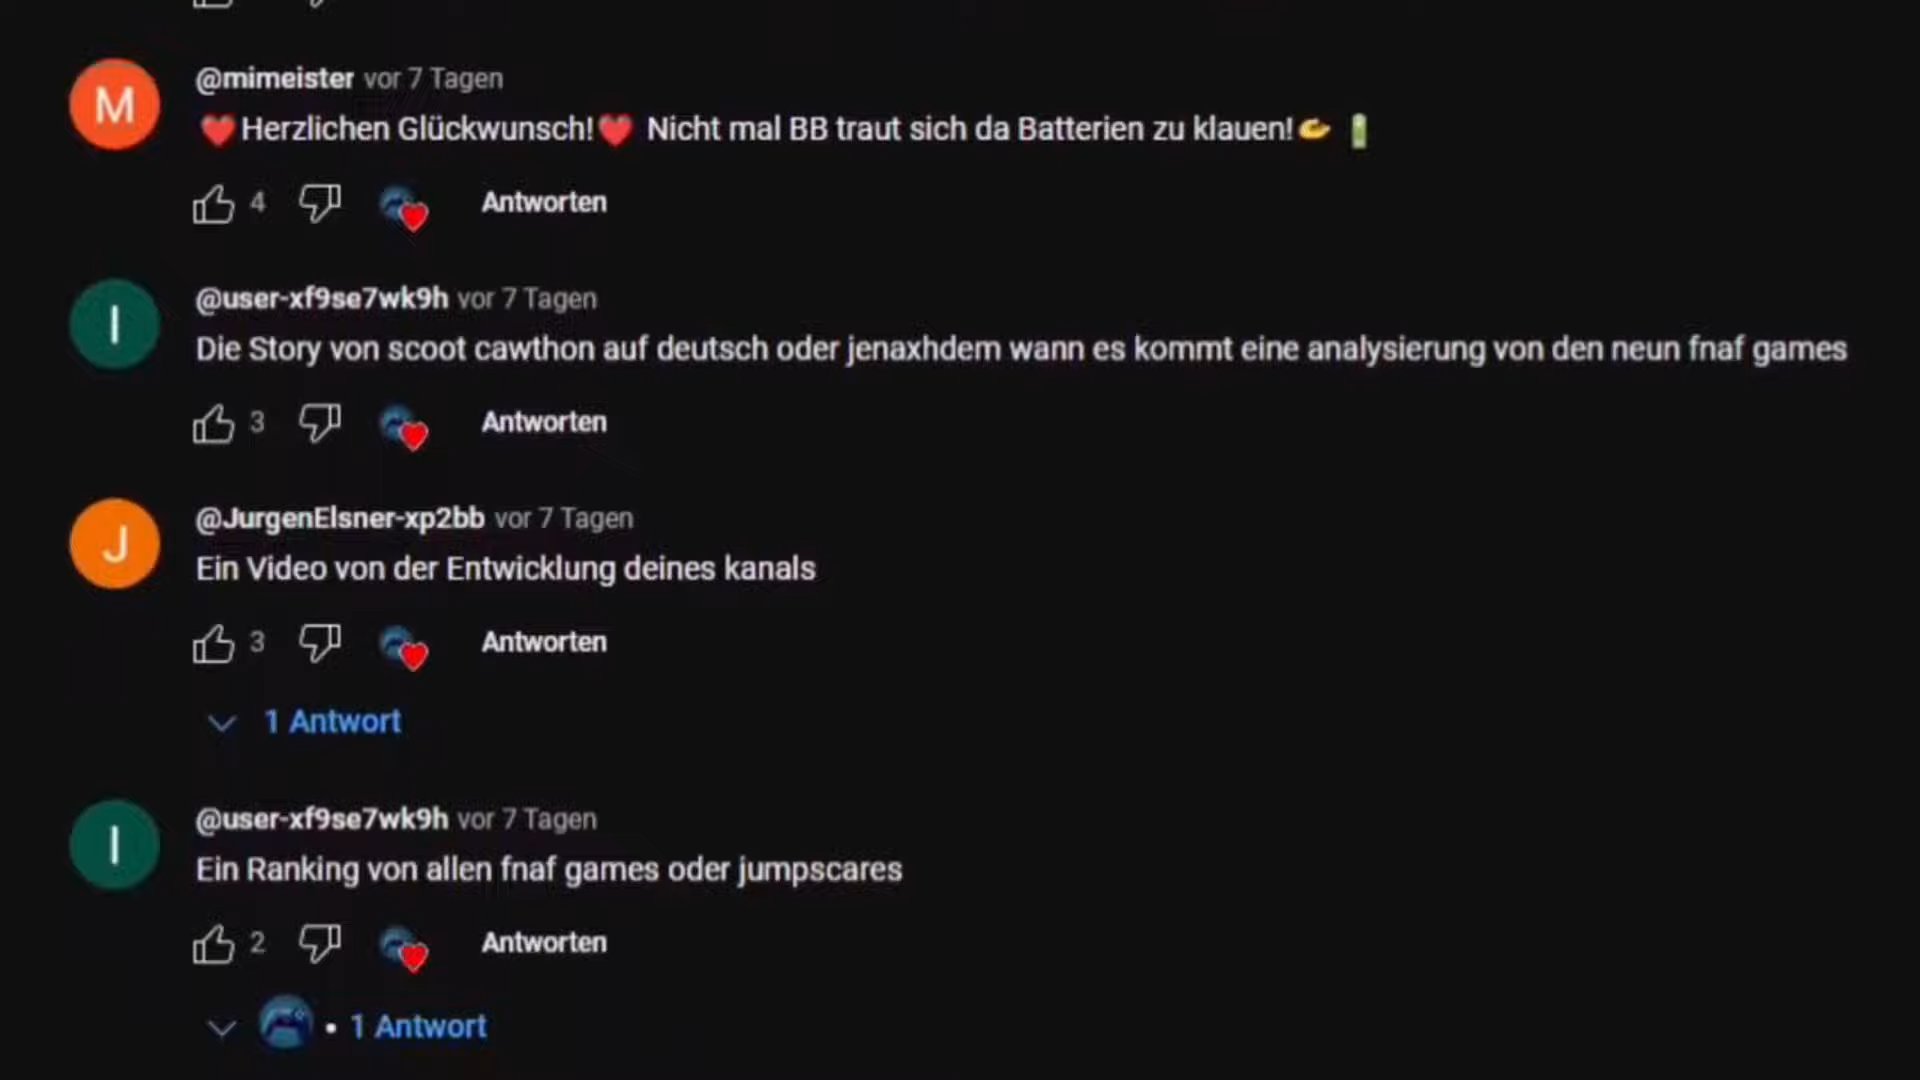 M
@mimeister vor 7 Tagen
❤️Herzlichen Glückwunsch!❤️ Nicht mal BB traut sich da Batterien zu klauen!🫴 🔋
4
Antworten
I
@user-xf9se7wk9h vor 7 Tagen
Die Story von scoot cawthon auf deutsch oder jenaxhdem wann es kommt eine analysierung von den neun fnaf games
3
Antworten
J
@JurgenElsner-xp2bb vor 7 Tagen
Ein Video von der Entwicklung deines kanals
3
Antworten
1 Antwort
I
@user-xf9se7wk9h vor 7 Tagen
Ein Ranking von allen fnaf games oder jumpscares
2
Antworten
• 1 Antwort